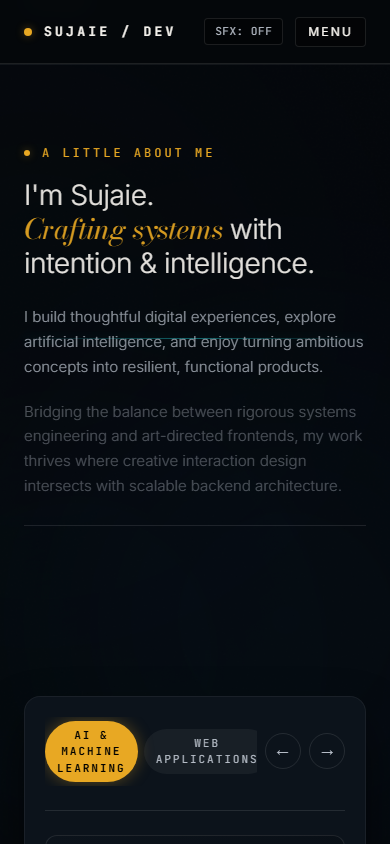 SUJAIE / DEV
SFX: OFF
MENU
A LITTLE ABOUT ME
I'm Sujaie.
Crafting systems with
intention & intelligence.
I build thoughtful digital experiences, explore
artificial intelligence, and enjoy turning ambitious
concepts into resilient, functional products.
Bridging the balance between rigorous systems
engineering and art-directed frontends, my work
thrives where creative interaction design
intersects with scalable backend architecture.
AI &
MACHINE
LEARNING
WEB
APPLICATIONS
← →